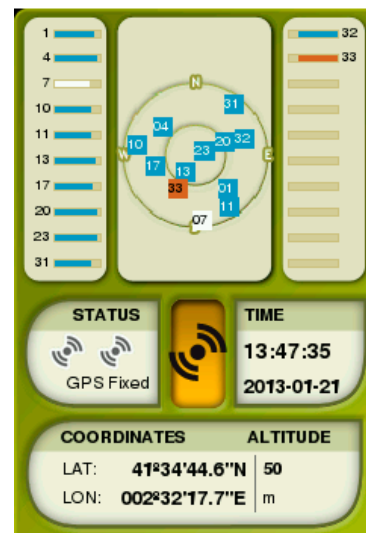 1
4
7
10
11
13
17
20
23
31
32
33
N
31
04
10
20
32
W
23
E
17
13
33
01
11
07
STATUS
GPS Fixed
TIME
13:47:35
2013-01-21
COORDINATES ALTITUDE
LAT: 41º34'44.6"N 50
LON: 002º32'17.7"E m